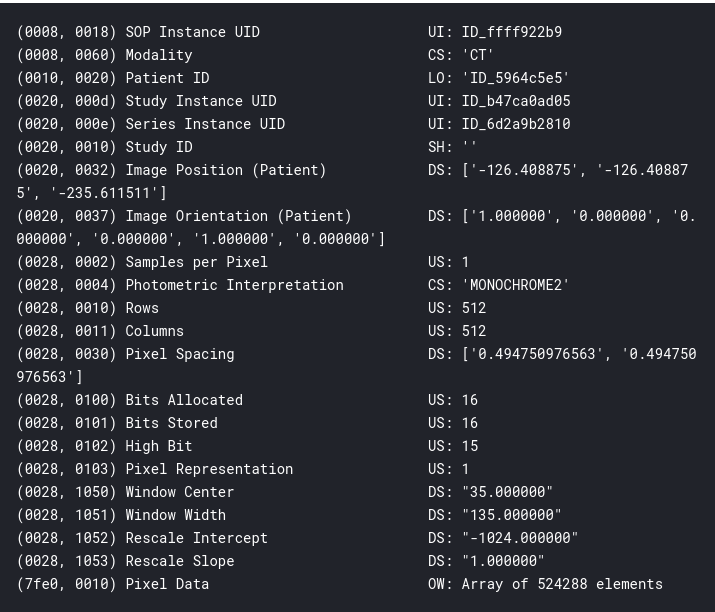 (0008, 0018) SOP Instance UID                    UI: ID_ffff922b9
(0008, 0060) Modality                            CS: 'CT'
(0010, 0020) Patient ID                          LO: 'ID_5964c5e5'
(0020, 000d) Study Instance UID                  UI: ID_b47ca0ad05
(0020, 000e) Series Instance UID                 UI: ID_6d2a9b2810
(0020, 0010) Study ID                            SH: ''
(0020, 0032) Image Position (Patient)            DS: ['-126.408875', '-126.40887
5', '-235.611511']
(0020, 0037) Image Orientation (Patient)         DS: ['1.000000', '0.000000', '0.
000000', '0.000000', '1.000000', '0.000000']
(0028, 0002) Samples per Pixel                   US: 1
(0028, 0004) Photometric Interpretation          CS: 'MONOCHROME2'
(0028, 0010) Rows                                US: 512
(0028, 0011) Columns                             US: 512
(0028, 0030) Pixel Spacing                       DS: ['0.494750976563', '0.494750
976563']
(0028, 0100) Bits Allocated                      US: 16
(0028, 0101) Bits Stored                         US: 16
(0028, 0102) High Bit                            US: 15
(0028, 0103) Pixel Representation                US: 1
(0028, 1050) Window Center                       DS: "35.000000"
(0028, 1051) Window Width                        DS: "135.000000"
(0028, 1052) Rescale Intercept                   DS: "-1024.000000"
(0028, 1053) Rescale Slope                       DS: "1.000000"
(7fe0, 0010) Pixel Data                          OW: Array of 524288 elements